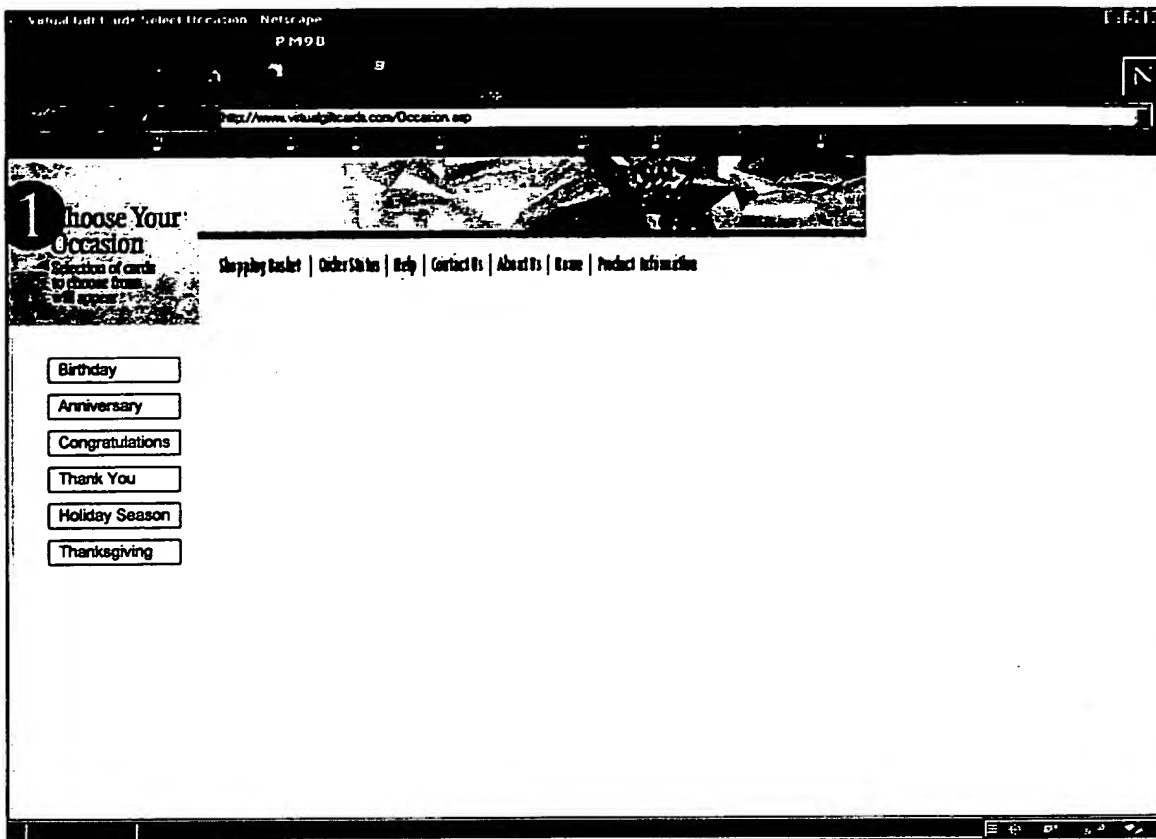 Virtual Gift Cards Select Occasion - Netscape
http://www.virtualgiftcards.com/Occasion.asp
N
1
Choose Your
Occasion
Selection of cards
to choose from
will appear
Shopping Basket | Order Status | Help | Contact Us | About Us | Home | Product Information
Birthday
Anniversary
Congratulations
Thank You
Holiday Season
Thanksgiving